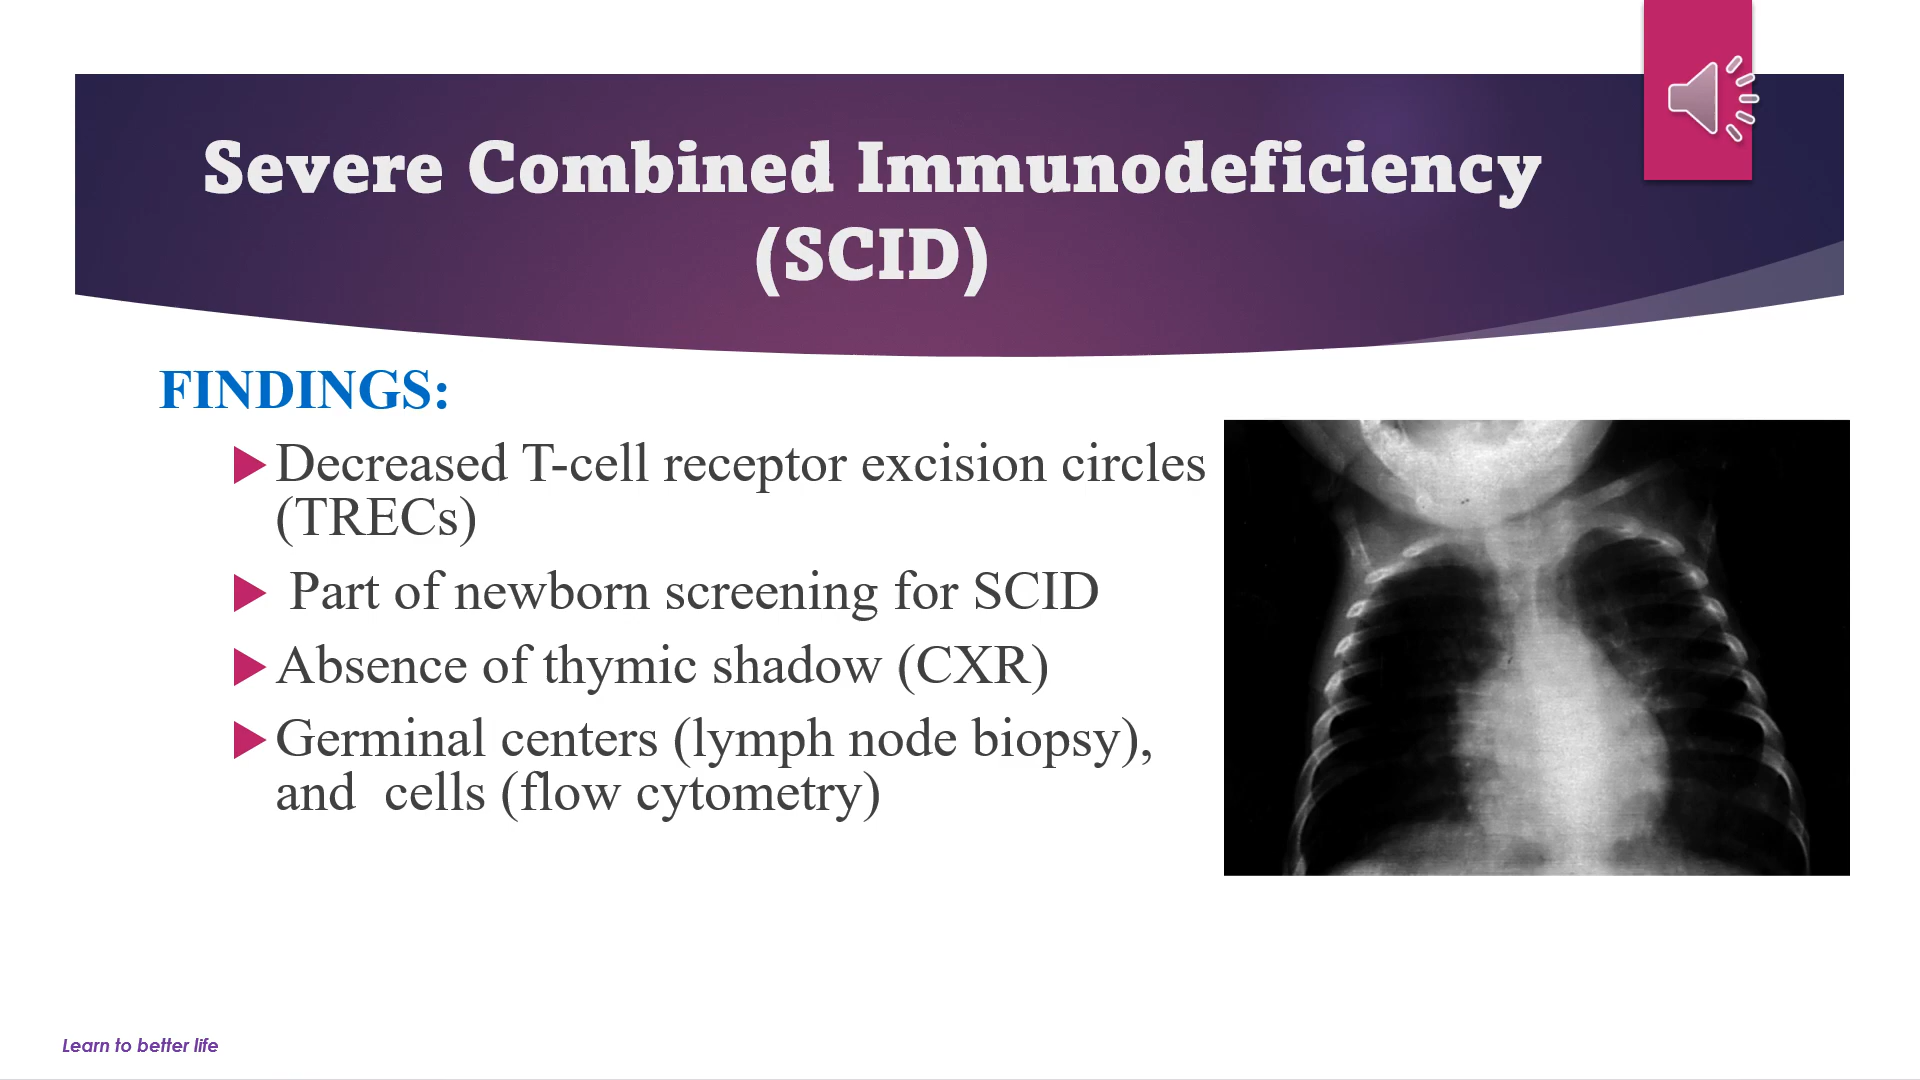 Severe Combined Immunodeficiency
(SCID)
FINDINGS:
Decreased T-cell receptor excision circles
(TRECs)
Part of newborn screening for SCID
Absence of thymic shadow (CXR)
Germinal centers (lymph node biopsy),
and cells (flow cytometry)
Learn to better life